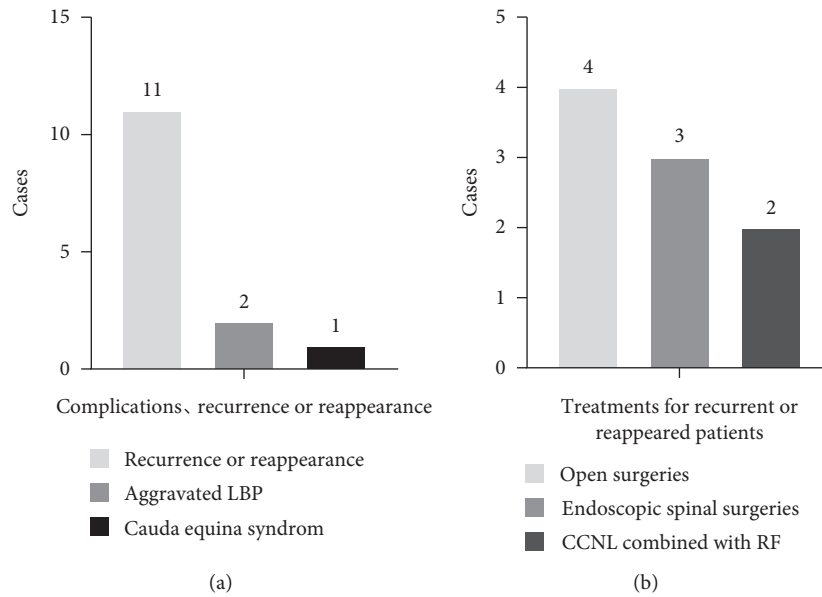 15
10
5
0
Cases
11
2
1
Complications、recurrence or reappearance
Recurrence or reappearance
Aggravated LBP
Cauda equina syndrom
(a)
5
4
3
2
1
0
Cases
4
3
2
Treatments for recurrent or
reappeared patients
Open surgeries
Endoscopic spinal surgeries
CCNL combined with RF
(b)